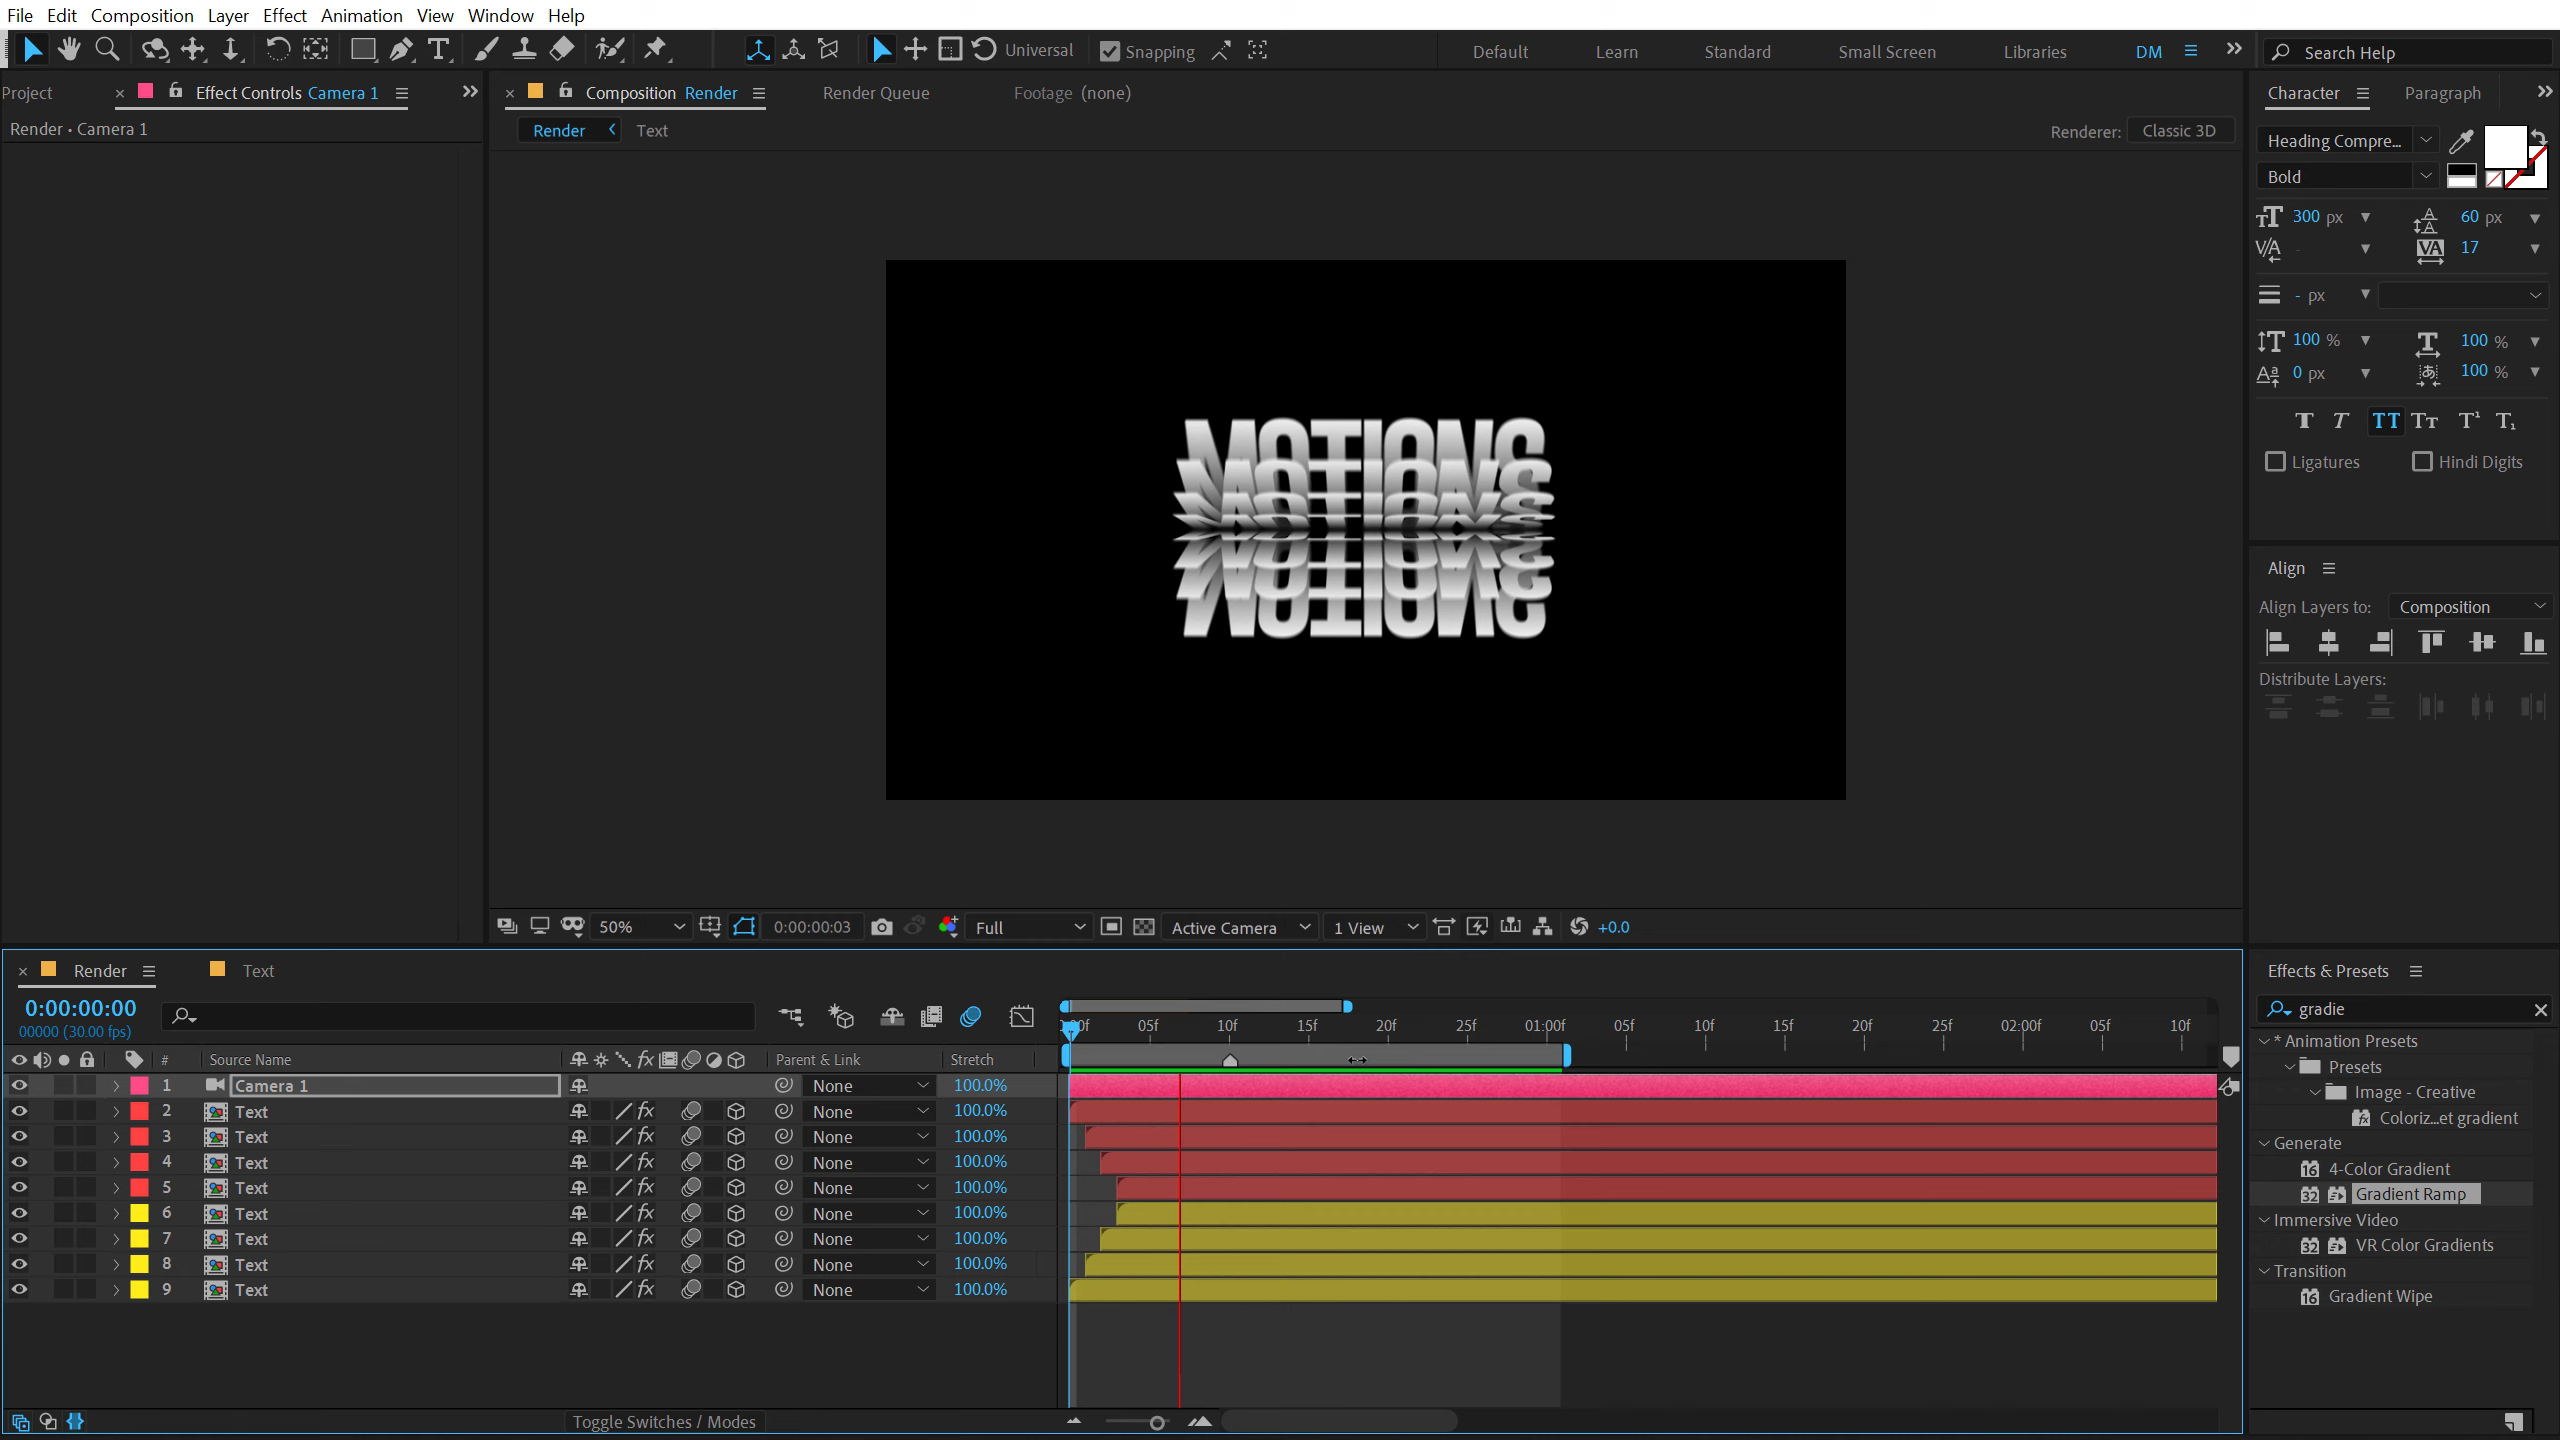 File Edit Composition Layer Effect Animation View Window Help
Universal Snapping Default Learn Standard Small Screen Libraries DM Search Help
Project Effect Controls Camera 1 Composition Render Render Queue Footage (none) Character Paragraph
Render • Camera 1
Render Text Renderer: Classic 3D
Heading Compre...
Bold
300 px 60 px
- 17
- px
100 % 100 %
0 px 100 %
Ligatures Hindi Digits
MOTIONS
MOTIONS
MOTIONS
MOTIONS
Align
Align Layers to: Composition
Distribute Layers:
50% 0:00:00:03 Full Active Camera 1 View +0.0
Render Text
0:00:00:00
00000 (30.00 fps)
:00f 05f 10f 15f 20f 25f 01:00f 05f 10f 15f 20f 25f 02:00f 05f 10f
# Source Name Parent & Link Stretch
1 Camera 1 None 100.0%
2 Text None 100.0%
3 Text None 100.0%
4 Text None 100.0%
5 Text None 100.0%
6 Text None 100.0%
7 Text None 100.0%
8 Text None 100.0%
9 Text None 100.0%
Toggle Switches / Modes
Effects & Presets
gradie
* Animation Presets
Presets
Image - Creative
Coloriz...et gradient
Generate
4-Color Gradient
Gradient Ramp
Immersive Video
VR Color Gradients
Transition
Gradient Wipe